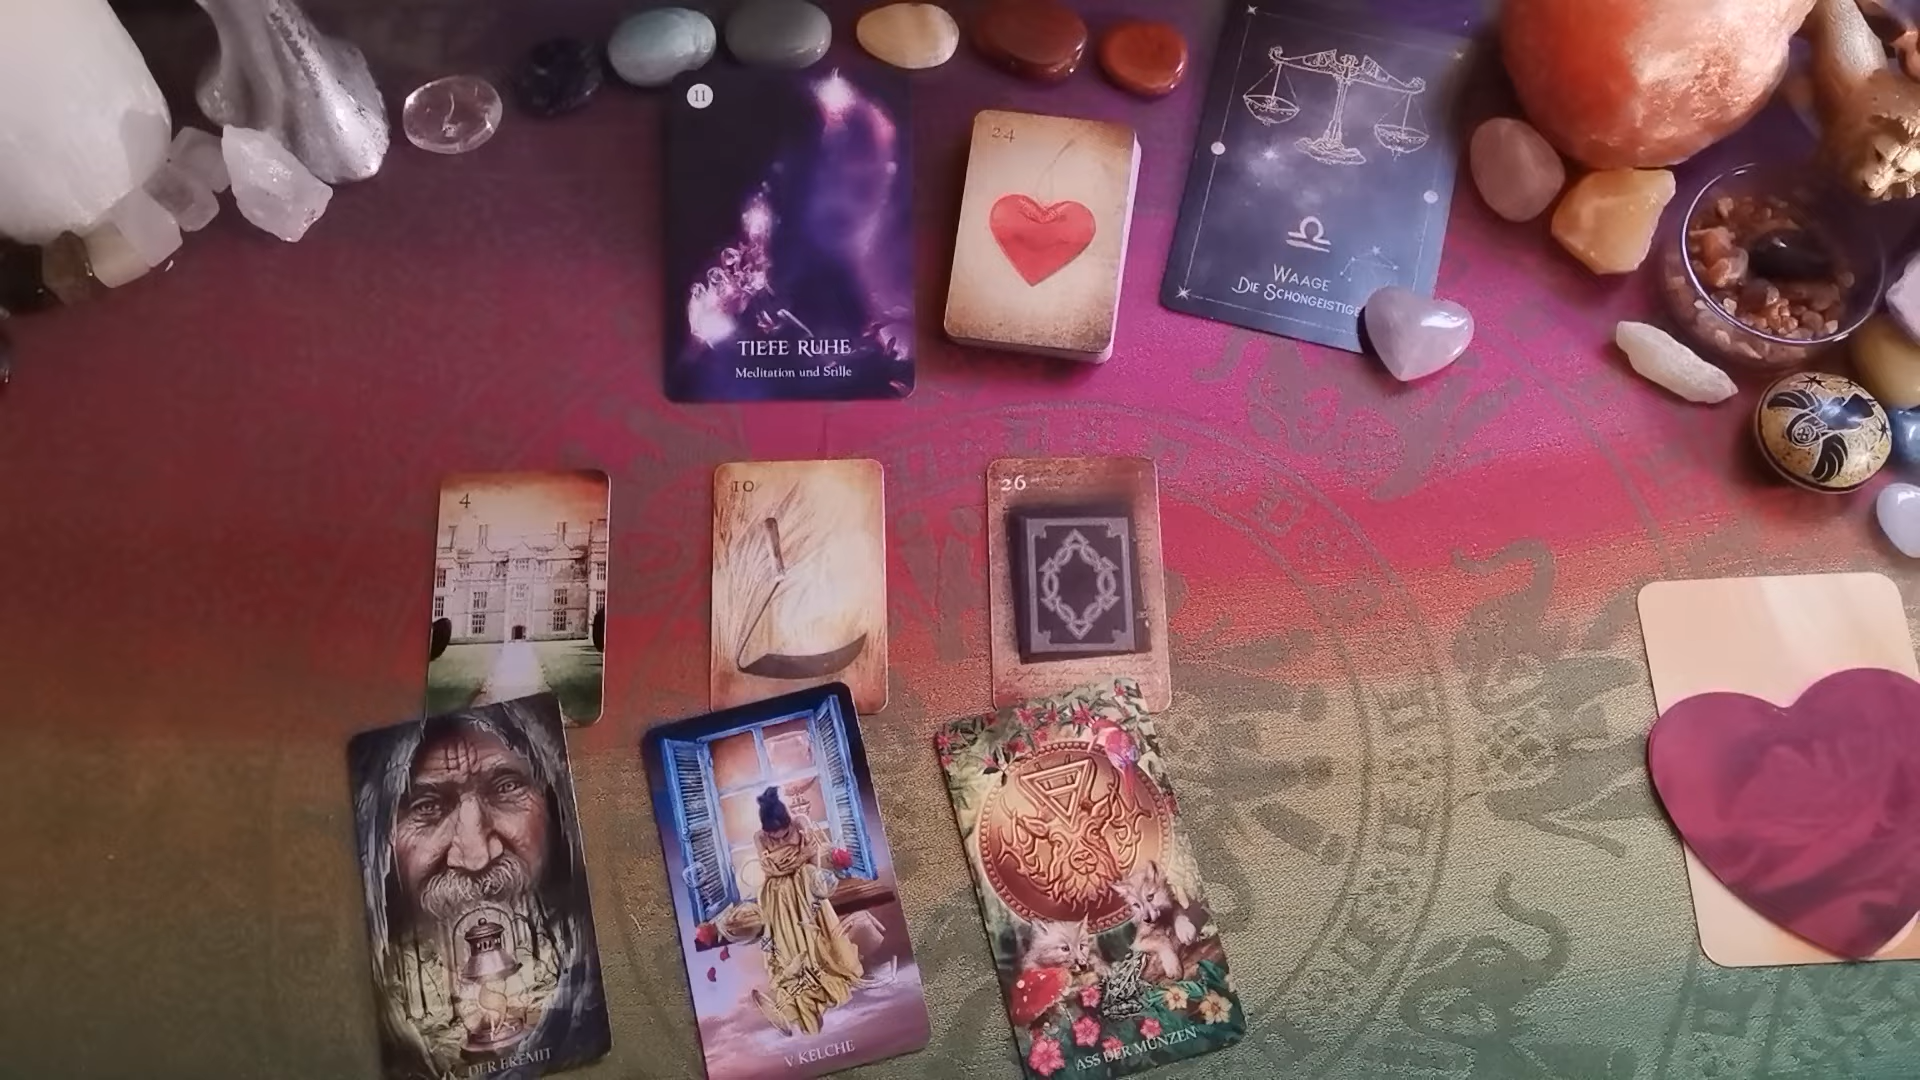 11
TIEFE RUHE
Meditation und Stille
24
WAAGE
DIE SCHÖNGEISTIGE
4
10
26
DER EREMIT
V KELCHE
ASS DER MÜNZEN